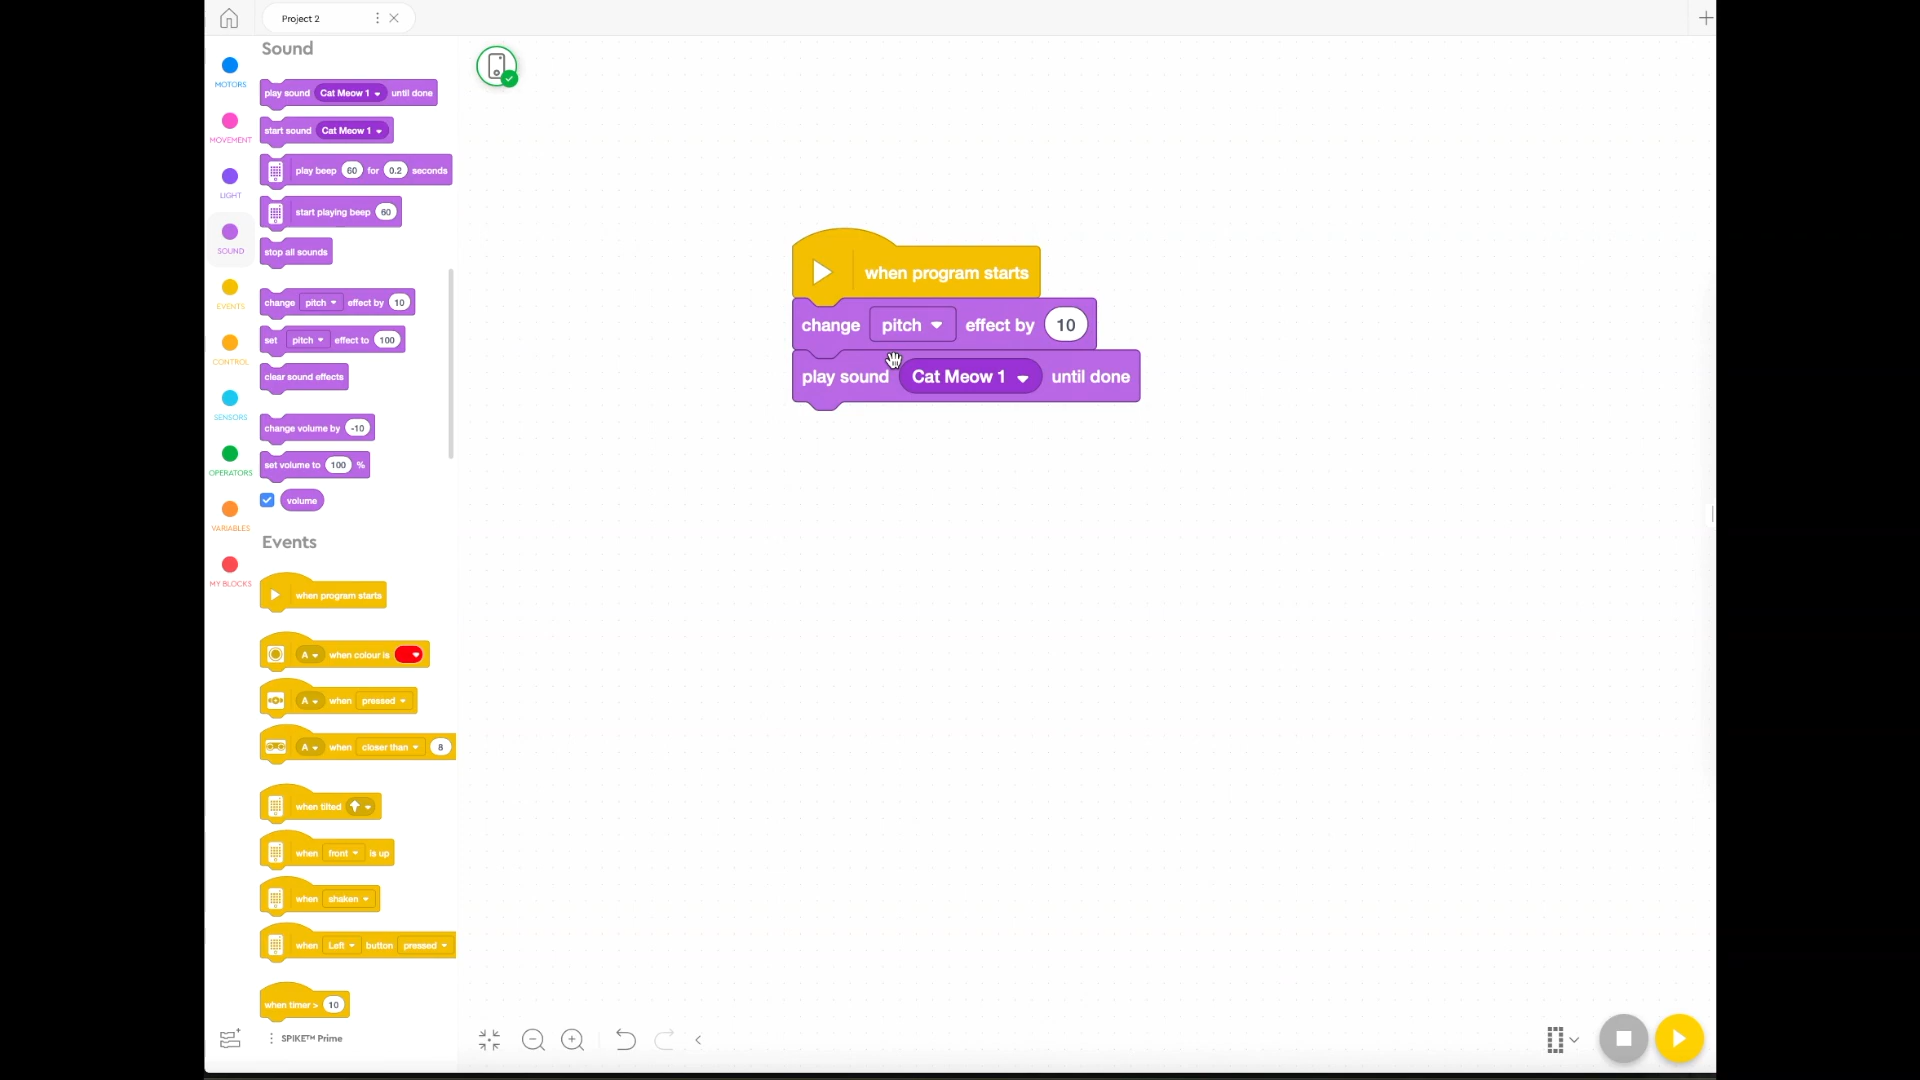 Project 2
MOTORS
MOVEMENT
LIGHT
SOUND
EVENTS
CONTROL
SENSORS
OPERATORS
VARIABLES
MY BLOCKS
Sound
play sound Cat Meow 1 until done
start sound Cat Meow 1
play beep 60 for 0.2 seconds
start playing beep 60
stop all sounds
change pitch effect by 10
set pitch effect to 100
clear sound effects
change volume by -10
set volume to 100 %
volume
Events
when program starts
A when colour is
A when pressed
A when closer than 8
when tilted
when front is up
when shaken
when Left button pressed
when timer > 10
SPIKE™ Prime
when program starts
change pitch effect by 10
play sound Cat Meow 1 until done